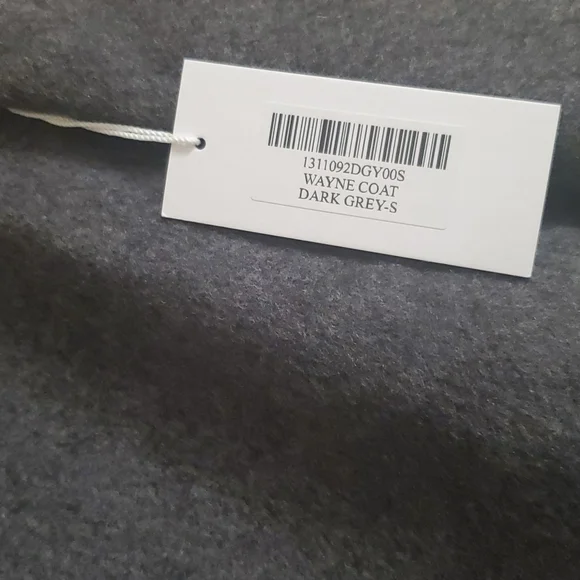 1311092DGY00S
WAYNE COAT
DARK GREY-S